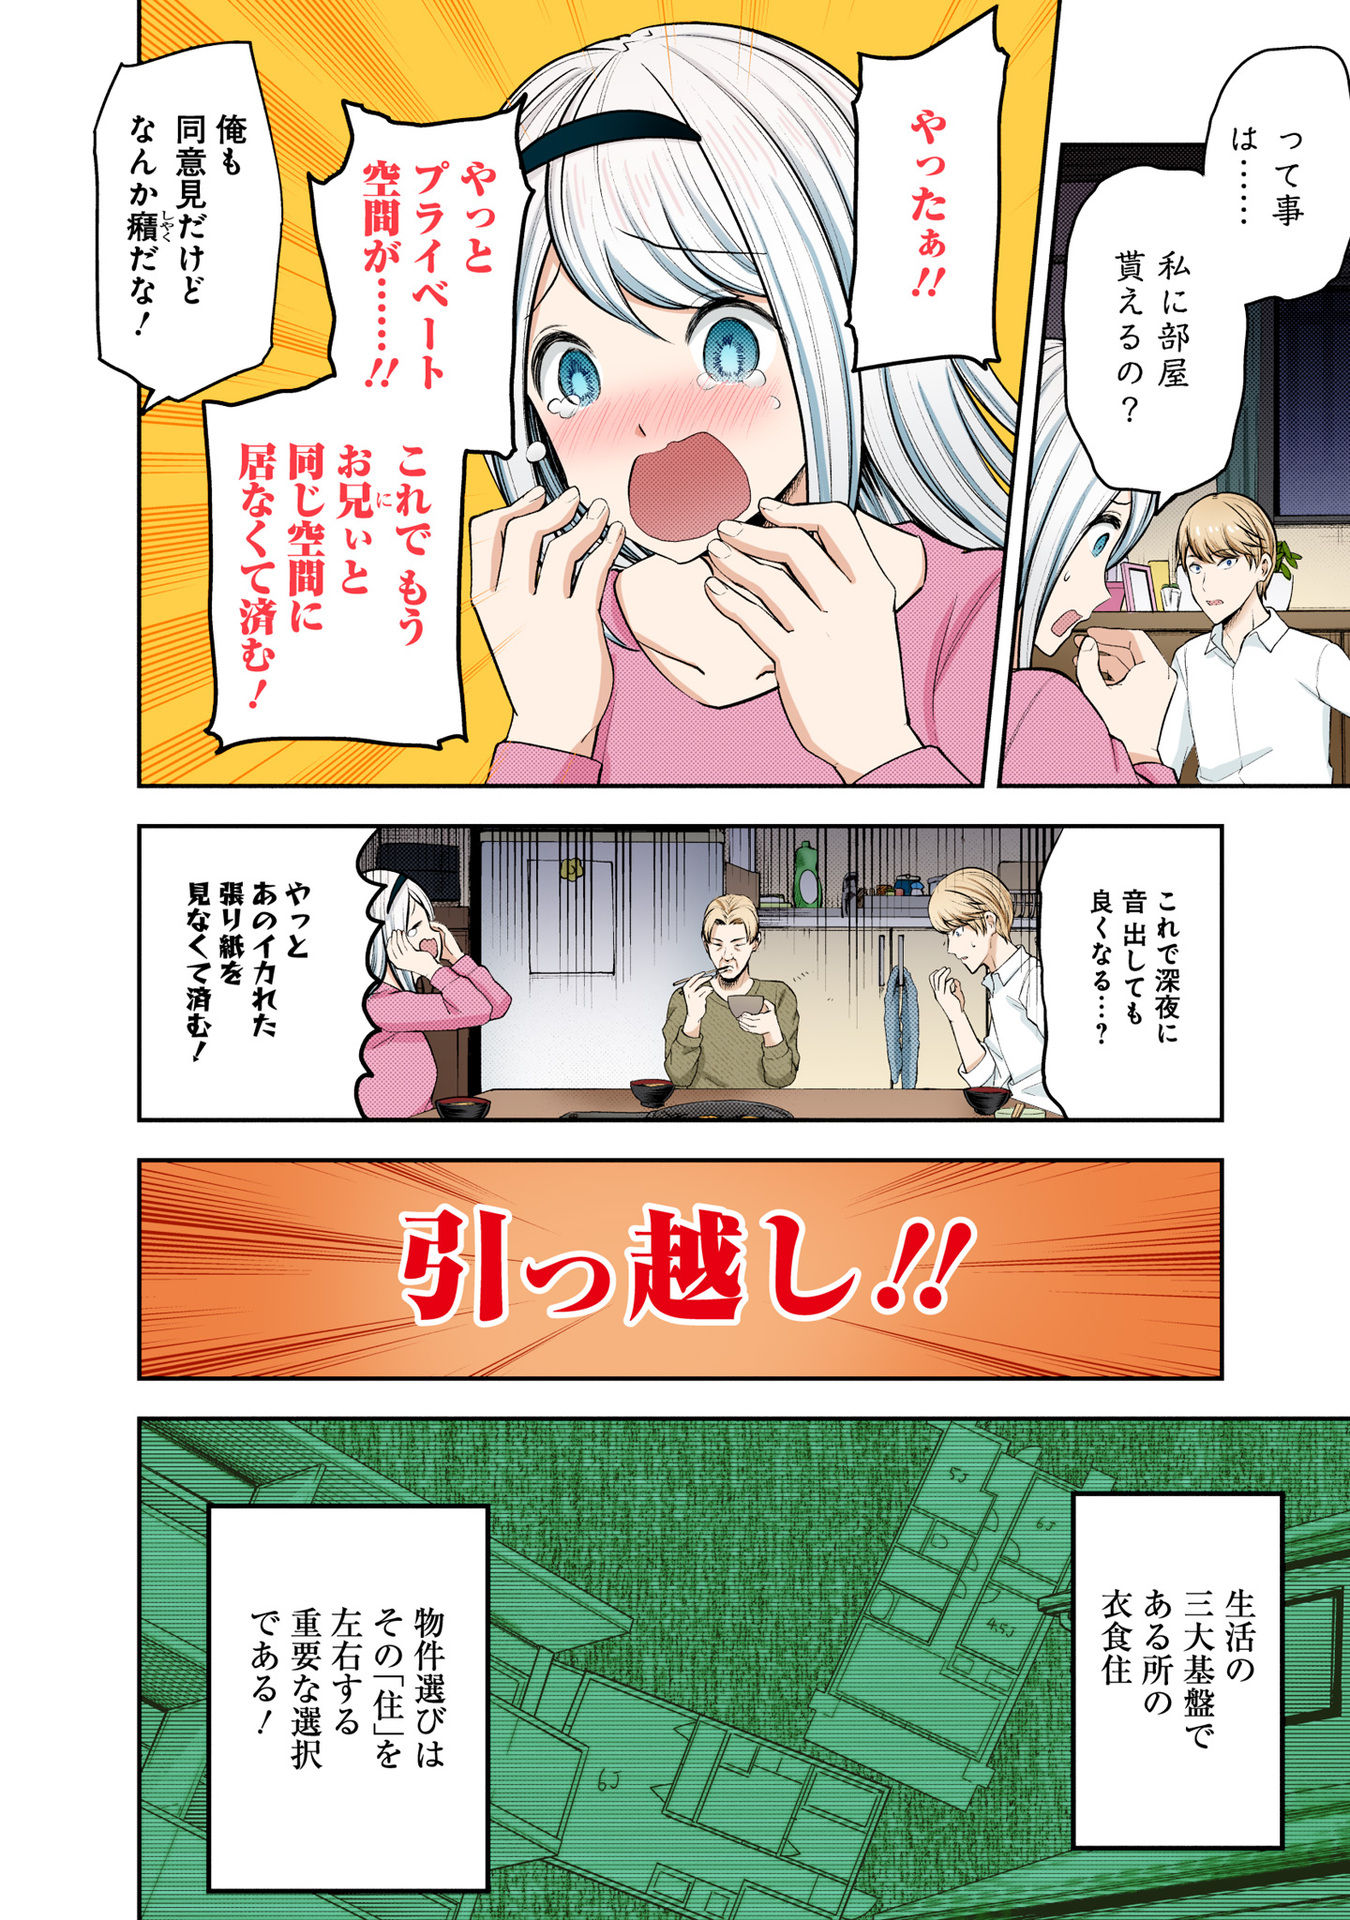 って事
は……
私に部屋
貰えるの？
やったぁ!!
やっと
プライベート
空間が……!!
これでもう
お兄ぃと
同じ空間に
居なくて済む！
俺も
同意見だけど
なんか癪だな！
これで深夜に
音出しても
良くなる…？
やっと
あのイカれた
張り紙を
見なくて済む！
引っ越し!!
生活の
三大基盤で
ある所の
衣食住
5J
6J
4.5J
6J
物件選びは
その「住」を
左右する
重要な選択
である！